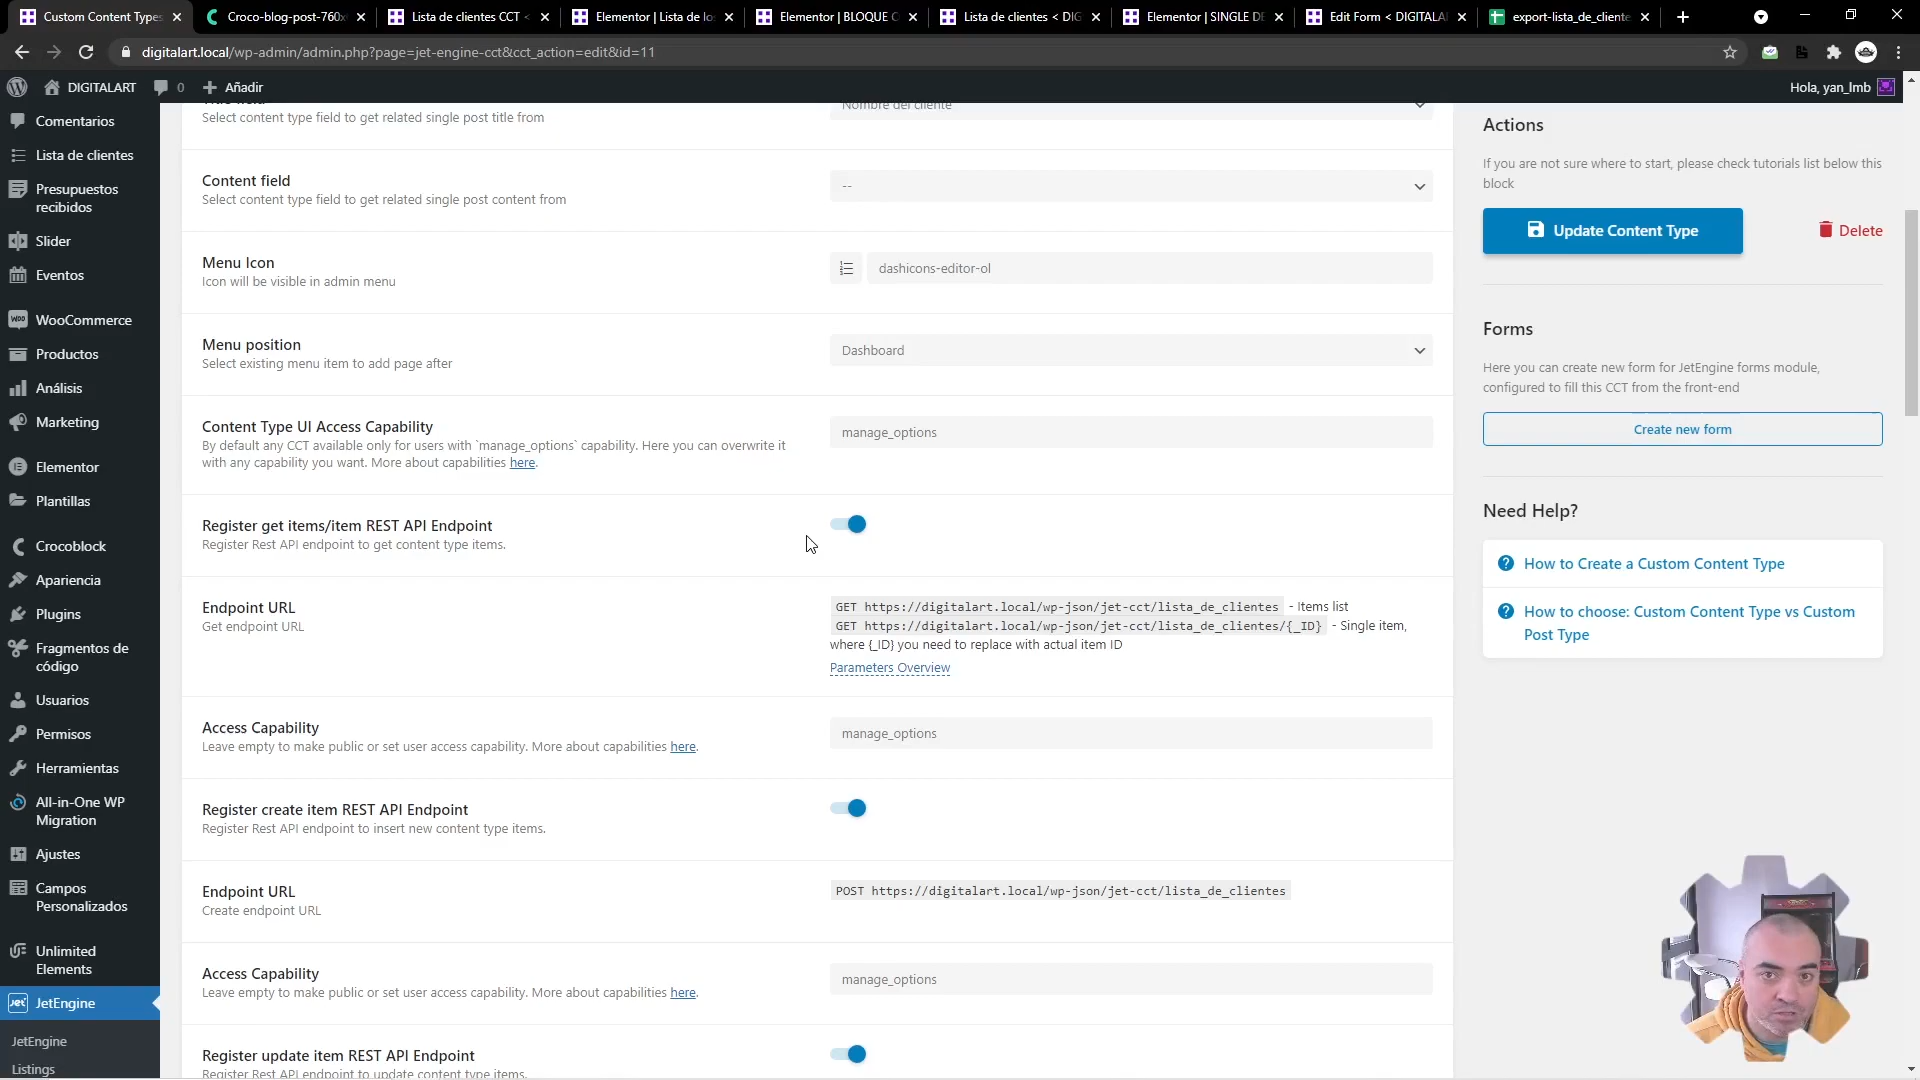 Custom Content Types
Croco-blog-post-760x
Lista de clientes CCT <
Elementor | Lista de lo
Elementor | BLOQUE C
Lista de clientes < DIG
Elementor | SINGLE DE
Edit Form < DIGITALA
export-lista_de_cliente
digitalart.local/wp-admin/admin.php?page=jet-engine-cct&cct_action=edit&id=11
DIGITALART
0
Añadir
Hola, yan_lmb
Comentarios
Lista de clientes
Presupuestos
recibidos
Slider
Eventos
WooCommerce
Productos
Análisis
Marketing
Elementor
Plantillas
Crocoblock
Apariencia
Plugins
Fragmentos de
código
Usuarios
Permisos
Herramientas
All-in-One WP
Migration
Ajustes
Campos
Personalizados
Unlimited
Elements
JetEngine
JetEngine
Listings
Title field
Select content type field to get related single post title from
Nombre del cliente
Content field
Select content type field to get related single post content from
--
Menu Icon
Icon will be visible in admin menu
dashicons-editor-ol
Menu position
Select existing menu item to add page after
Dashboard
Content Type UI Access Capability
By default any CCT available only for users with `manage_options` capability. Here you can overwrite it
with any capability you want. More about capabilities here.
manage_options
Register get items/item REST API Endpoint
Register Rest API endpoint to get content type items.
Endpoint URL
Get endpoint URL
GET https://digitalart.local/wp-json/jet-cct/lista_de_clientes - Items list
GET https://digitalart.local/wp-json/jet-cct/lista_de_clientes/{_ID} - Single item,
where {_ID} you need to replace with actual item ID
Parameters Overview
Access Capability
Leave empty to make public or set user access capability. More about capabilities here.
manage_options
Register create item REST API Endpoint
Register Rest API endpoint to insert new content type items.
Endpoint URL
Create endpoint URL
POST https://digitalart.local/wp-json/jet-cct/lista_de_clientes
Access Capability
Leave empty to make public or set user access capability. More about capabilities here.
manage_options
Register update item REST API Endpoint
Register Rest API endpoint to update content type items.
Actions
If you are not sure where to start, please check tutorials list below this
block
Update Content Type
Delete
Forms
Here you can create new form for JetEngine forms module,
configured to fill this CCT from the front-end
Create new form
Need Help?
How to Create a Custom Content Type
How to choose: Custom Content Type vs Custom
Post Type